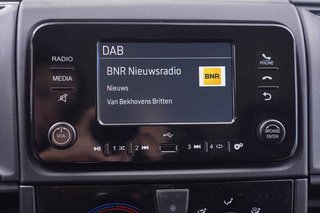 DAB
RADIO
BNR Nieuwsradio
PHONE
MEDIA
BNR
Nieuws
Van Bekhovens Britten
VOL
BROWSE
ENTER
1 2 3 4